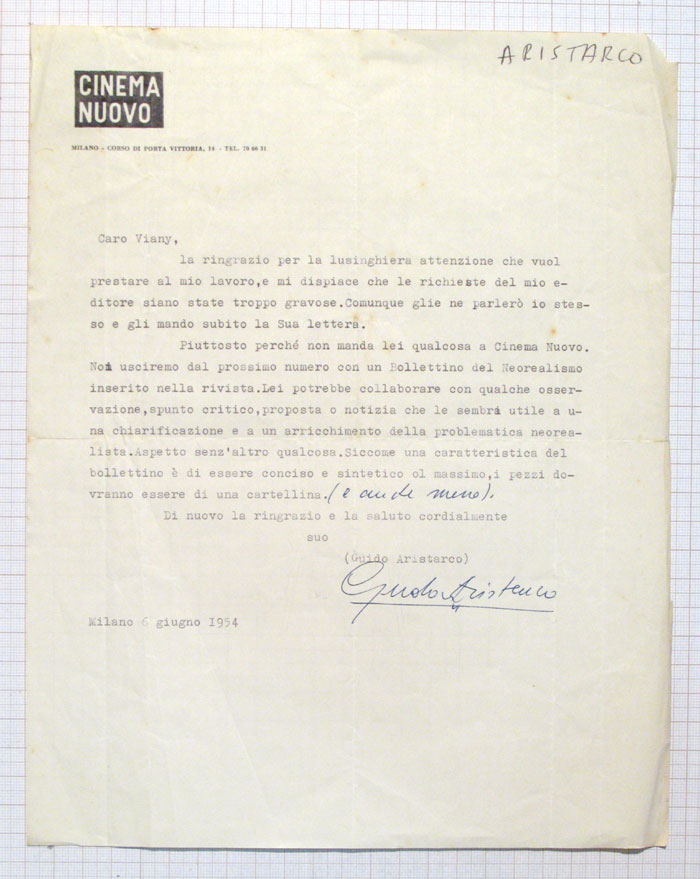 ARISTARCO
CINEMA
NUOVO
MILANO - CORSO DI PORTA VITTORIA, 14 - TEL. 70 66 31
Caro Viany,
la ringrazio per la lusinghiera attenzione che vuol
prestare al mio lavoro,e mi dispiace che le richieste del mio e-
ditore siano state troppo gravose.Comunque glie ne parlerò io stes-
so e gli mando subito la Sua lettera.
Piuttosto perché non manda lei qualcosa a Cinema Nuovo.
Noi usciremo dal prossimo numero con un Bollettino del Neorealismo
inserito nella rivista.Lei potrebbe collaborare con qualche osser-
vazione,spunto critico,proposta o notizia che le sembri utile a u-
na chiarificazione e a un arricchimento della problematica neorea-
lista.Aspetto senz'altro qualcosa.Siccome una caratteristica del
bollettino è di essere conciso e sintetico ol massimo,i pezzi do-
vranno essere di una cartellina.(e anche meno).
Di nuovo la ringrazio e la saluto cordialmente
suo
(Guido Aristarco)
Guido Aristarco
Milano 6 giugno 1954